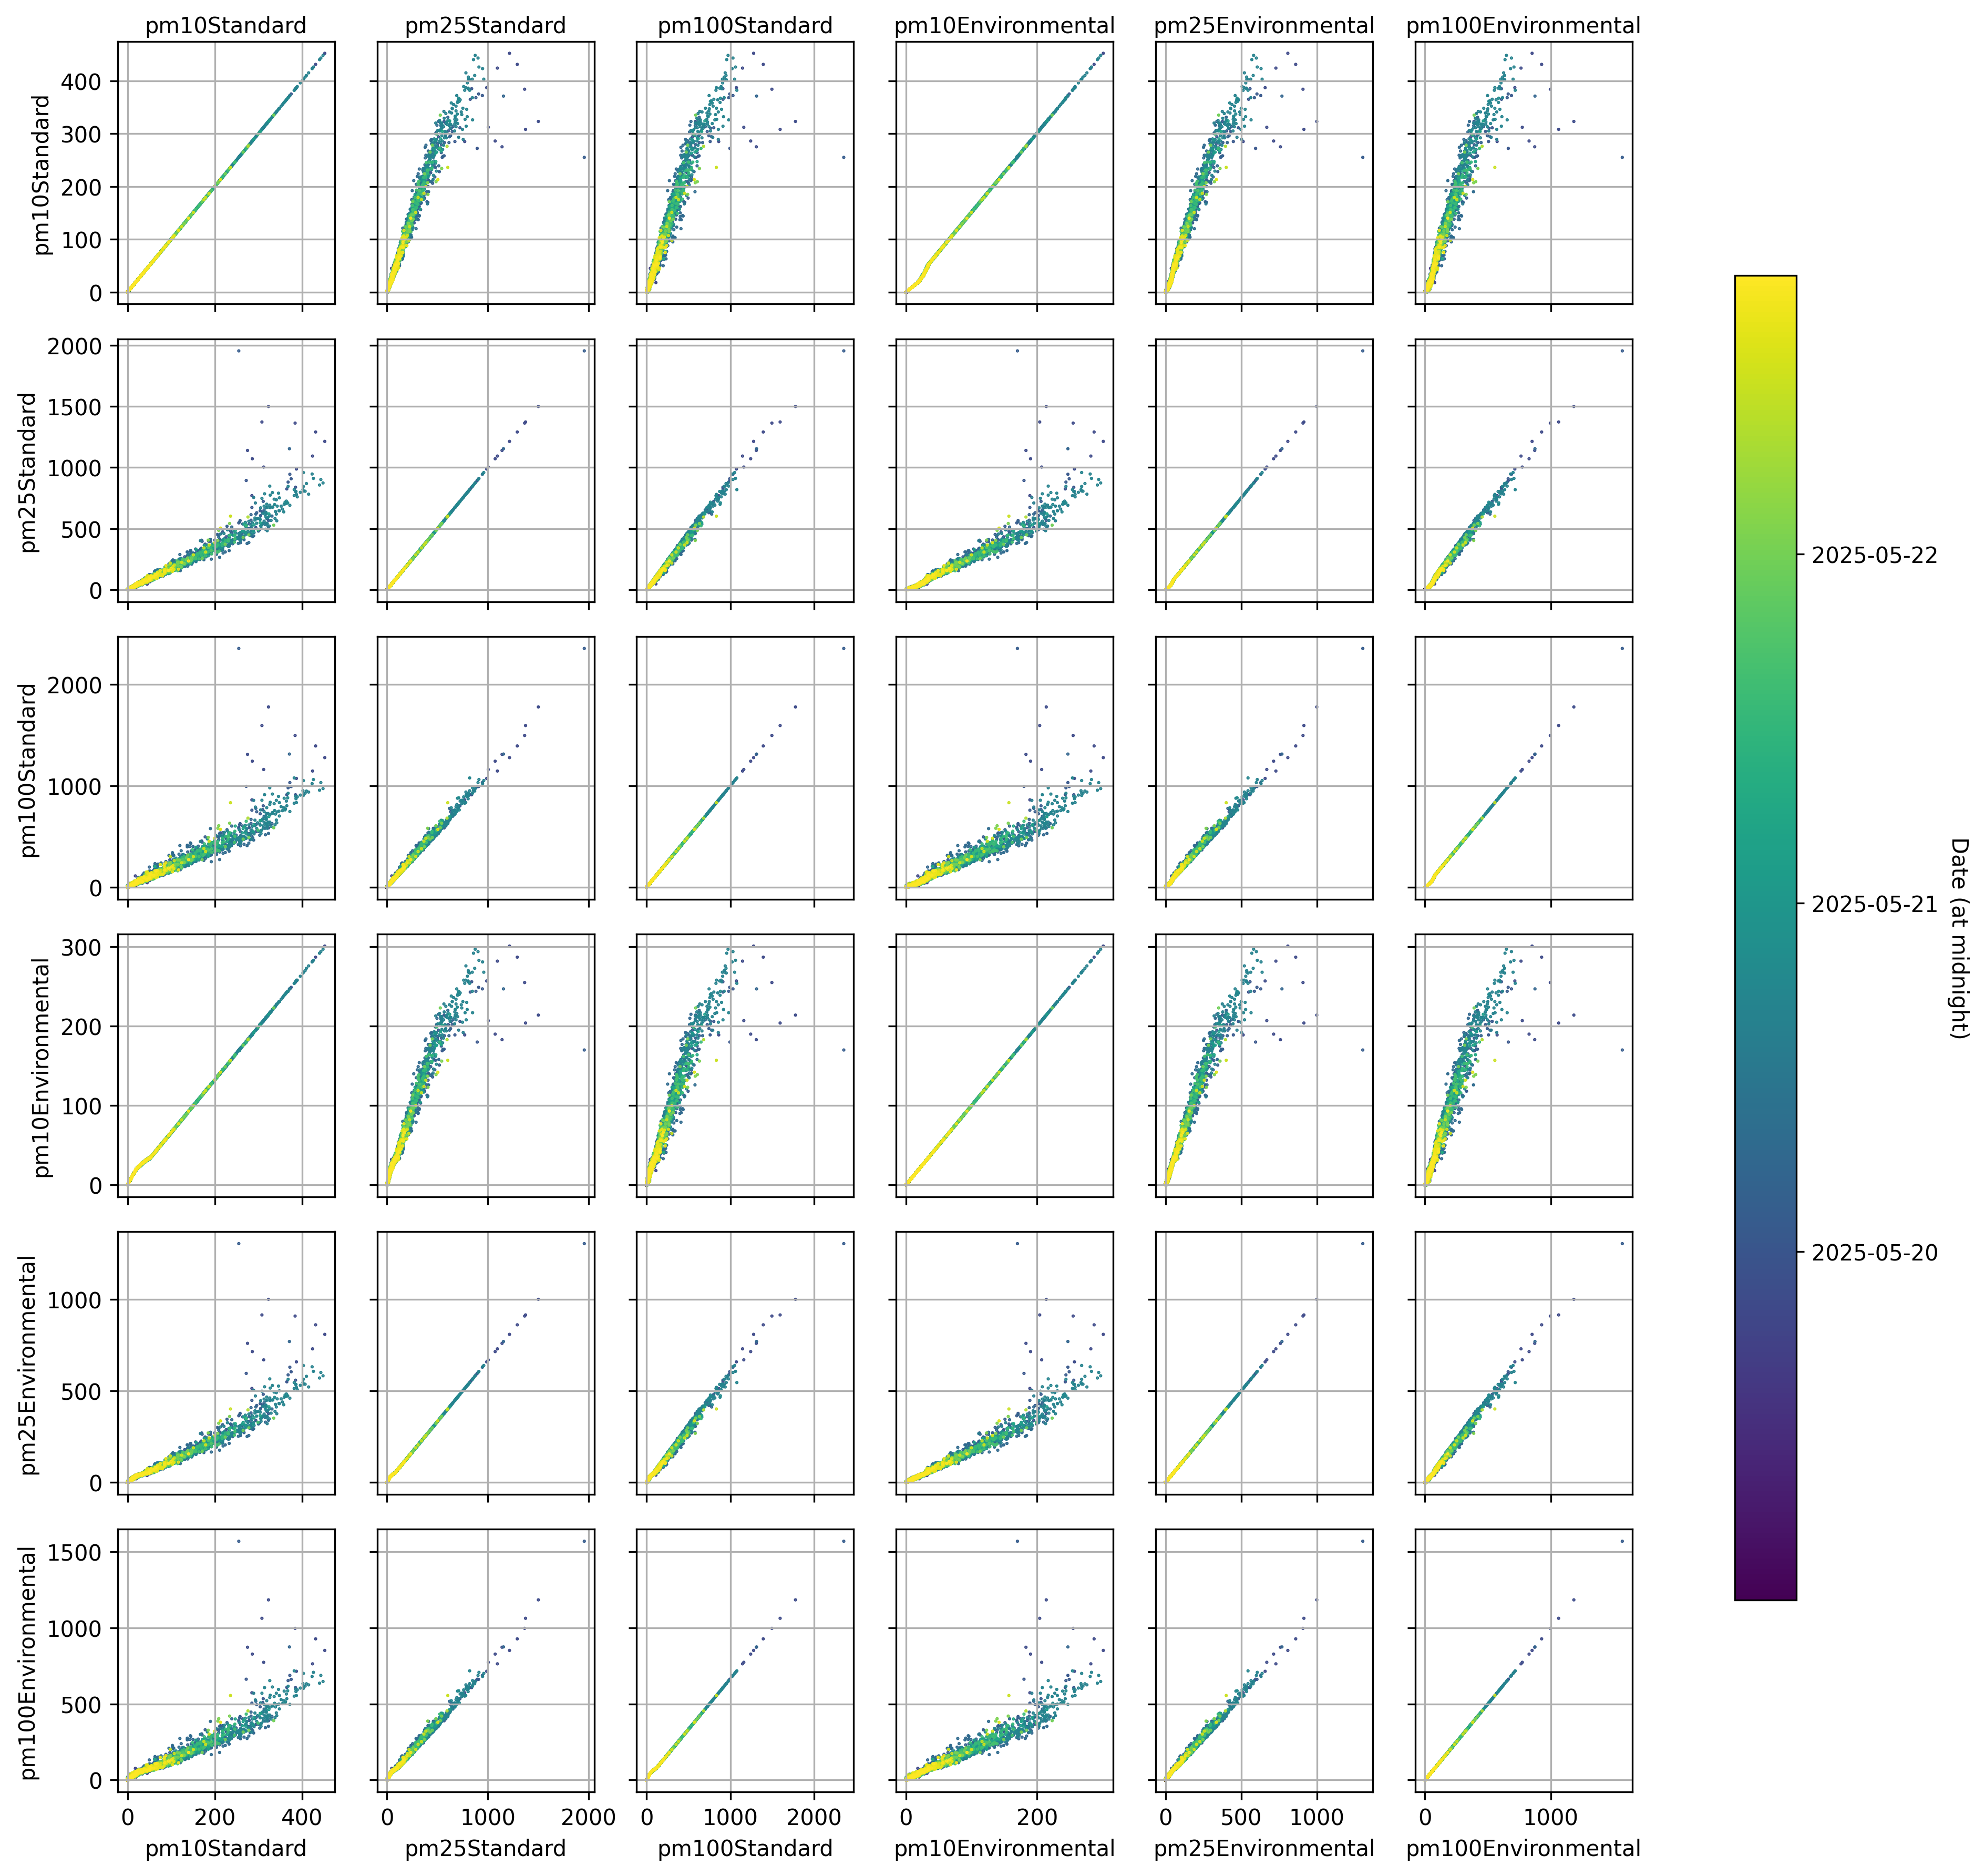 pm10Standard pm25Standard pm100Standard pm10Environmental pm25Environmental pm100Environmental
pm10Standard
400
300
200
100
0
pm25Standard
2000
1500
1000
500
0
pm100Standard
2000
1000
0
pm10Environmental
300
200
100
0
pm25Environmental
1000
500
0
pm100Environmental
1500
1000
500
0
0 200 400 0 1000 2000 0 1000 2000 0 200 0 500 1000 0 1000
pm10Standard pm25Standard pm100Standard pm10Environmental pm25Environmental pm100Environmental
2025-05-22
2025-05-21
2025-05-20
Date (at midnight)